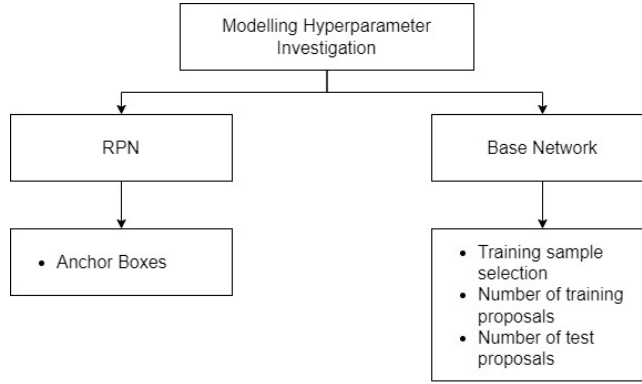 Modelling Hyperparameter
Investigation
RPN
Base Network
• Anchor Boxes
• Training sample
selection
• Number of training
proposals
• Number of test
proposals